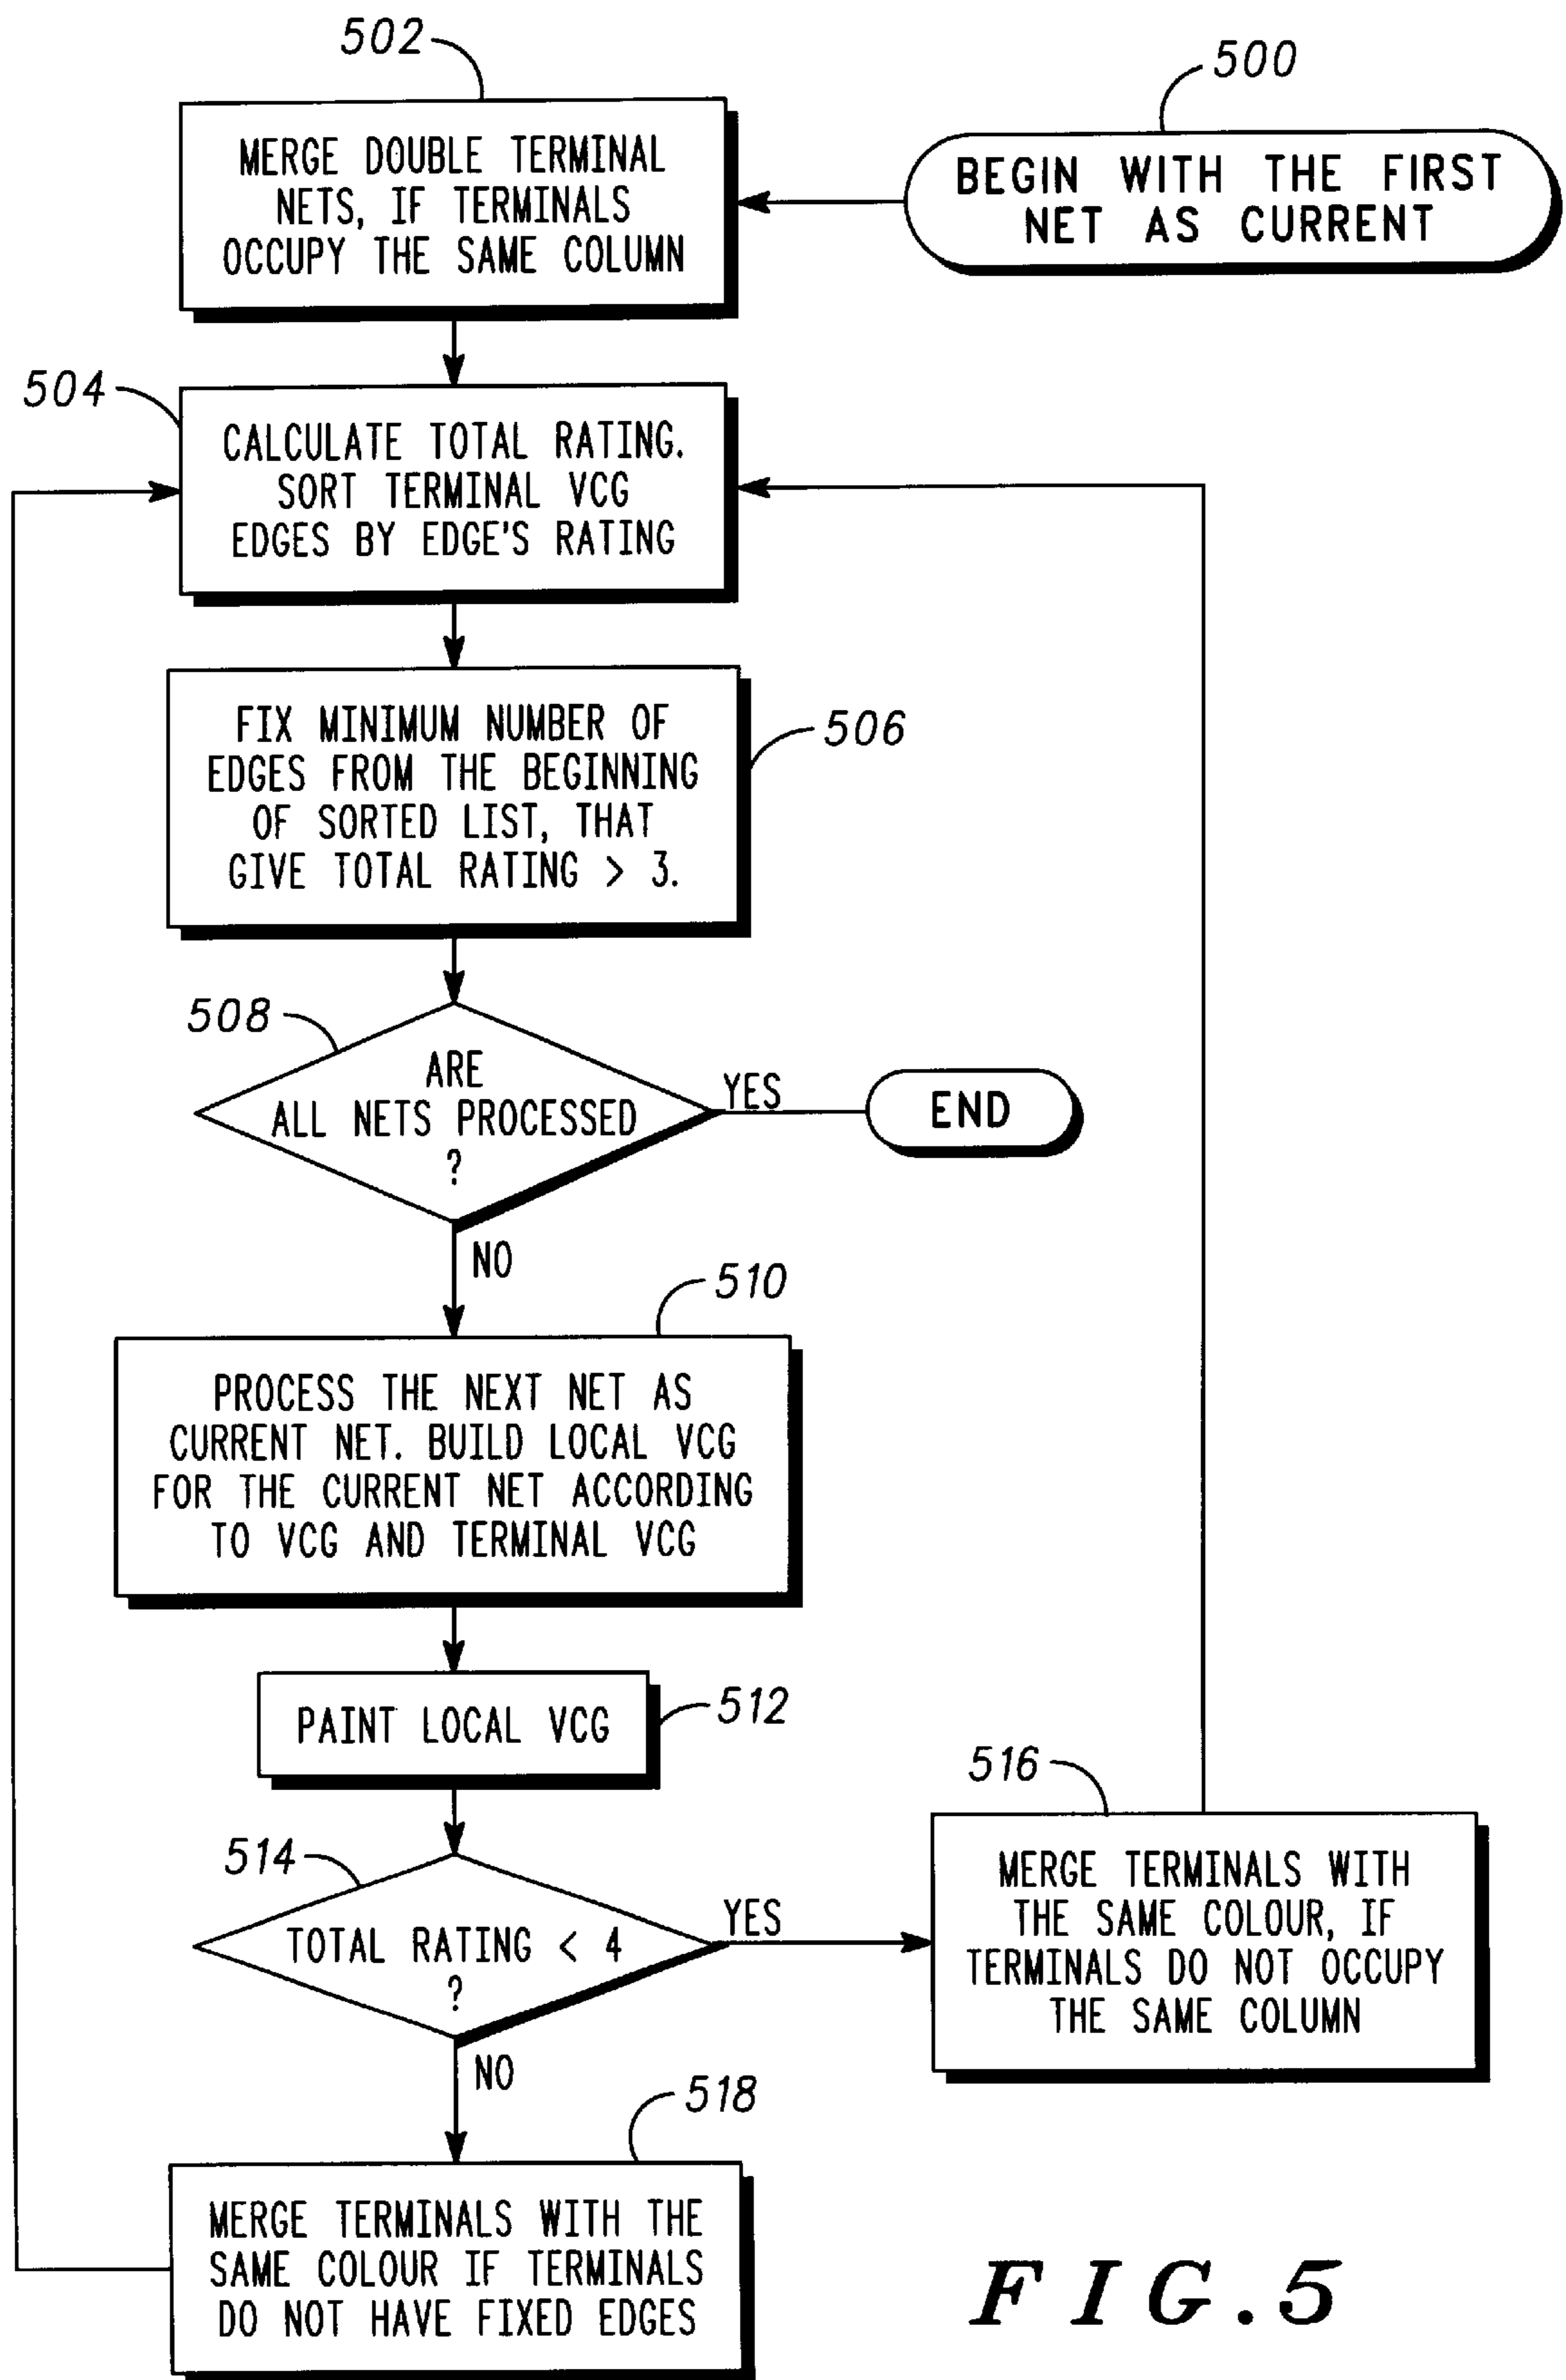 502
500
BEGIN WITH THE FIRST
NET AS CURRENT
MERGE DOUBLE TERMINAL
NETS, IF TERMINALS
OCCUPY THE SAME COLUMN
504
CALCULATE TOTAL RATING.
SORT TERMINAL VCG
EDGES BY EDGE'S RATING
FIX MINIMUM NUMBER OF
EDGES FROM THE BEGINNING
OF SORTED LIST, THAT
GIVE TOTAL RATING > 3.
506
508
ARE
ALL NETS PROCESSED
?
YES
END
NO
510
PROCESS THE NEXT NET AS
CURRENT NET. BUILD LOCAL VCG
FOR THE CURRENT NET ACCORDING
TO VCG AND TERMINAL VCG
PAINT LOCAL VCG
512
514
TOTAL RATING < 4
?
YES
516
MERGE TERMINALS WITH
THE SAME COLOUR, IF
TERMINALS DO NOT OCCUPY
THE SAME COLUMN
NO
518
MERGE TERMINALS WITH THE
SAME COLOUR IF TERMINALS
DO NOT HAVE FIXED EDGES
FIG.5